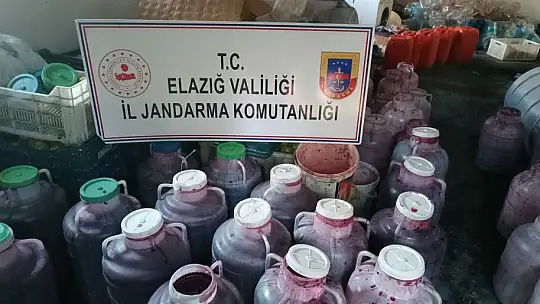 T.C.
ELAZIĞ VALİLİĞİ
İL JANDARMA KOMUTANLIĞI